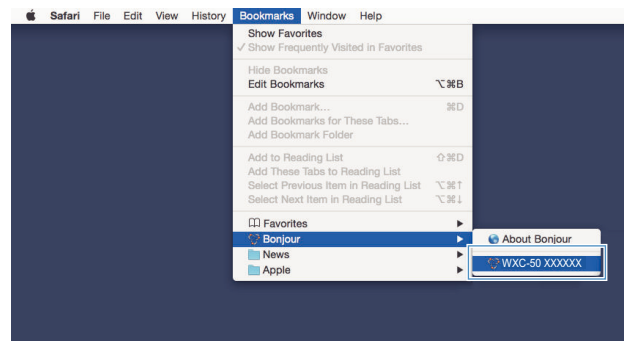 Safari File Edit View History Bookmarks Window Help
Show Favorites
✓ Show Frequently Visited in Favorites
Hide Bookmarks
Edit Bookmarks ⌥⌘B
Add Bookmark... ⌘D
Add Bookmarks for These Tabs...
Add Bookmark Folder
Add to Reading List ⇧⌘D
Add These Tabs to Reading List
Select Previous Item in Reading List ⌥⌘↑
Select Next Item in Reading List ⌥⌘↓
Favorites
Bonjour
About Bonjour
News
WXC-50 XXXXXX
Apple